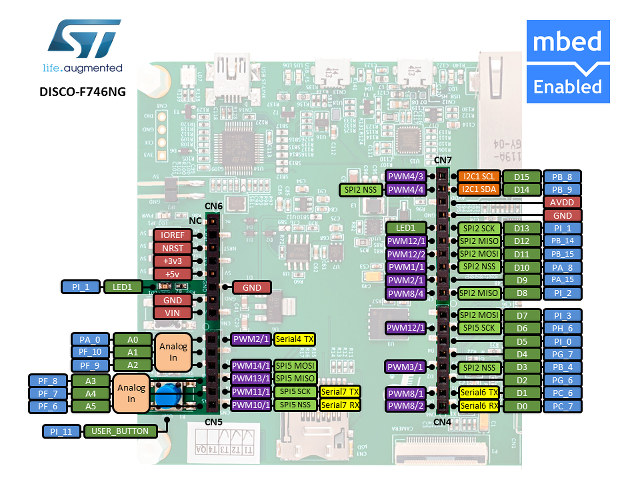 ST
life.augmented
DISCO-F746NG
mbed
Enabled
CN7
PWM4/3 I2C1 SCL D15 PB_8
SPI2 NSS PWM4/4 I2C1 SDA D14 PB_9
AVDD
GND
LED1 SPI2 SCK D13 PI_1
PWM12/1 SPI2 MISO D12 PB_14
PWM12/2 SPI2 MOSI D11 PB_15
PWM1/1 SPI2 NSS D10 PA_8
PWM2/1 D9 PA_15
PWM8/4 SPI2 MISO D8 PI_2
SPI2 MOSI D7 PI_3
PWM12/1 SPI5 SCK D6 PH_6
D5 PI_0
D4 PG_7
PWM3/1 SPI2 NSS D3 PB_4
D2 PG_6
PWM8/1 Serial6 TX D1 PC_6
PWM8/2 Serial6 RX D0 PC_7
CN4
CN6
NC
IOREF
NRST
+3v3
+5v
PI_1 LED1 GND
GND
VIN
PA_0 A0 PWM2/1 Serial4 TX
PF_10 A1
PF_9 A2
Analog
In
PF_8 A3 PWM14/1 SPI5 MOSI
PWM13/1 SPI5 MISO
PF_7 A4 PWM11/1 SPI5 SCK Serial7 TX
PF_6 A5 PWM10/1 SPI5 NSS Serial7 RX
Analog
In
CN5
PI_11 USER_BUTTON